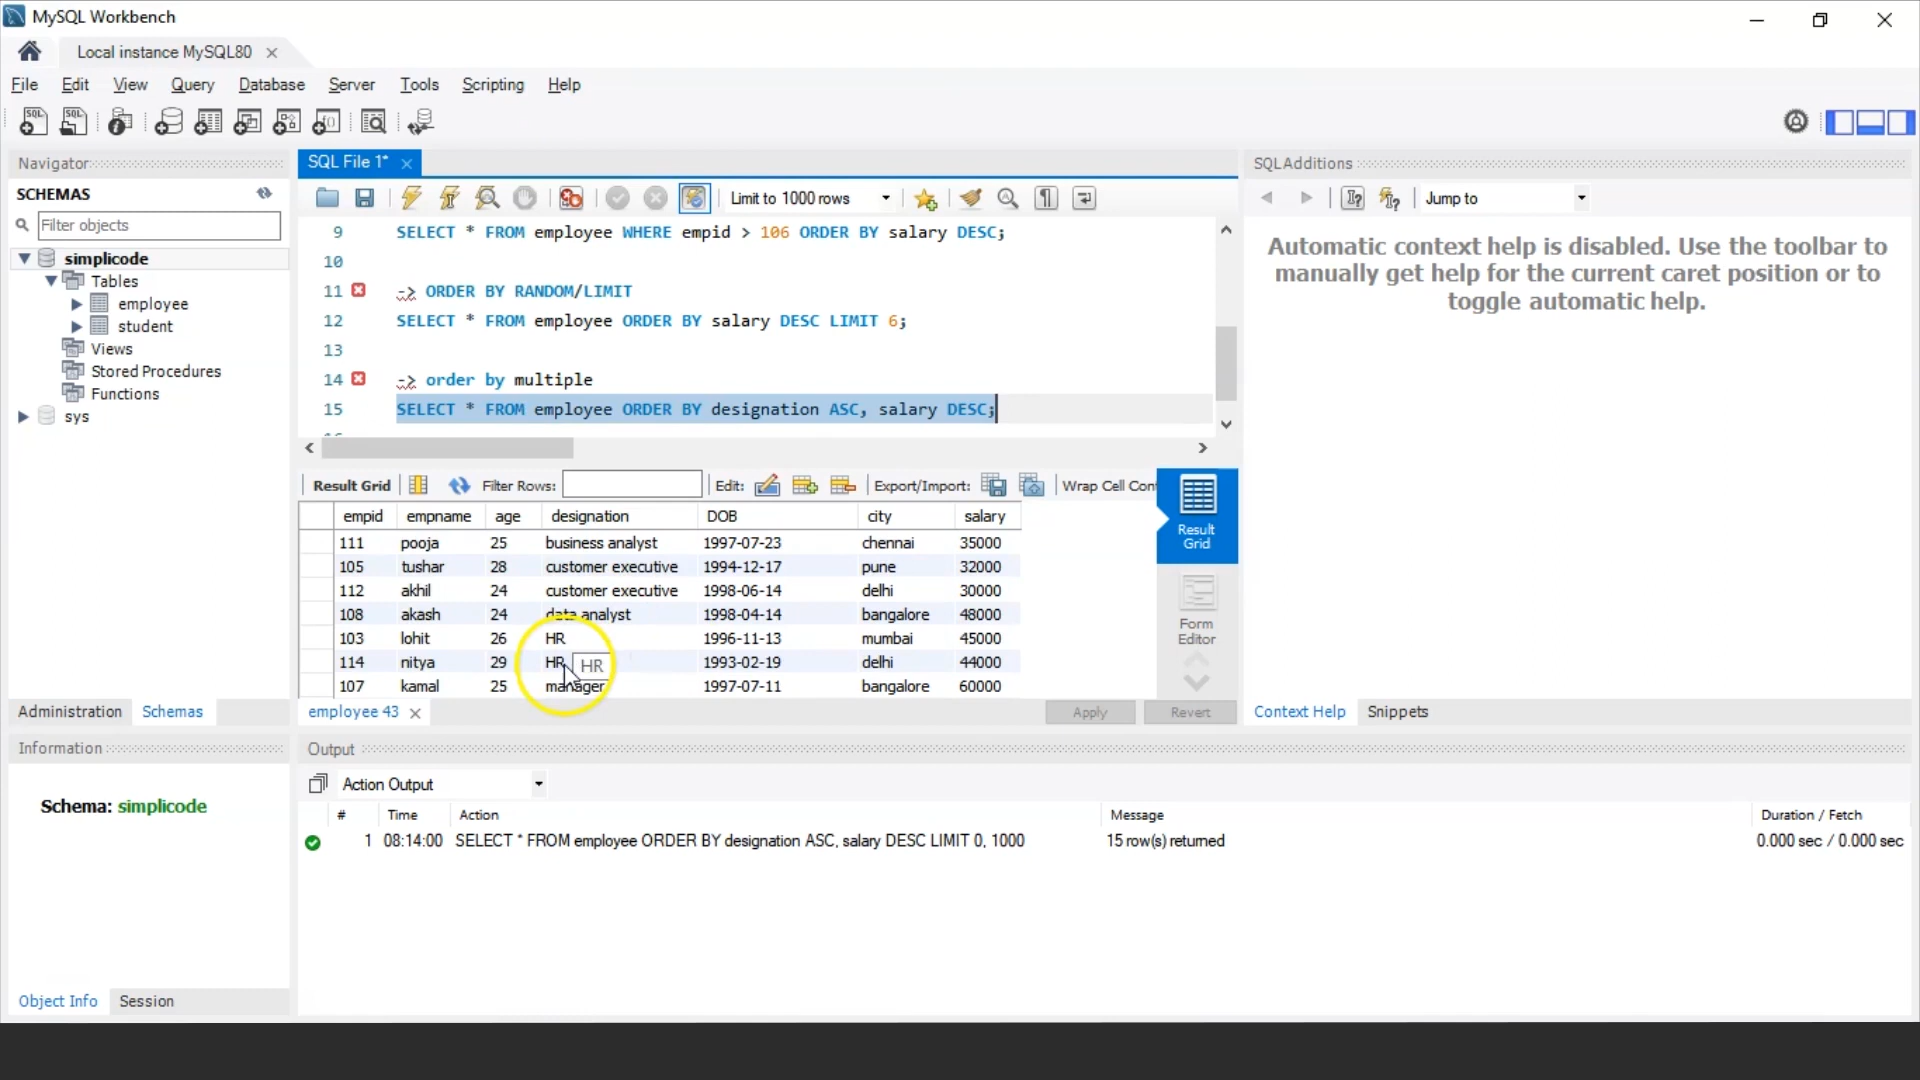 MySQL Workbench
Local instance MySQL80
File Edit View Query Database Server Tools Scripting Help
Navigator
SCHEMAS
Filter objects
simplicode
Tables
employee
student
Views
Stored Procedures
Functions
sys
Administration Schemas
Information
Schema: simplicode
Object Info Session
SQL File 1*
Limit to 1000 rows
9 SELECT * FROM employee WHERE empid > 106 ORDER BY salary DESC;
10
11 -> ORDER BY RANDOM/LIMIT
12 SELECT * FROM employee ORDER BY salary DESC LIMIT 6;
13
14 -> order by multiple
15 SELECT * FROM employee ORDER BY designation ASC, salary DESC;
Result Grid Filter Rows: Edit: Export/Import: Wrap Cell Cont
empid empname age designation DOB city salary
111 pooja 25 business analyst 1997-07-23 chennai 35000
105 tushar 28 customer executive 1994-12-17 pune 32000
112 akhil 24 customer executive 1998-06-14 delhi 30000
108 akash 24 data analyst 1998-04-14 bangalore 48000
103 lohit 26 HR 1996-11-13 mumbai 45000
114 nitya 29 HR 1993-02-19 delhi 44000
HR
107 kamal 25 manager 1997-07-11 bangalore 60000
Result
Grid
Form
Editor
employee 43
Apply Revert
SQLAdditions
Jump to
Automatic context help is disabled. Use the toolbar to
manually get help for the current caret position or to
toggle automatic help.
Context Help Snippets
Output
Action Output
# Time Action Message Duration / Fetch
1 08:14:00 SELECT * FROM employee ORDER BY designation ASC, salary DESC LIMIT 0, 1000 15 row(s) returned 0.000 sec / 0.000 sec